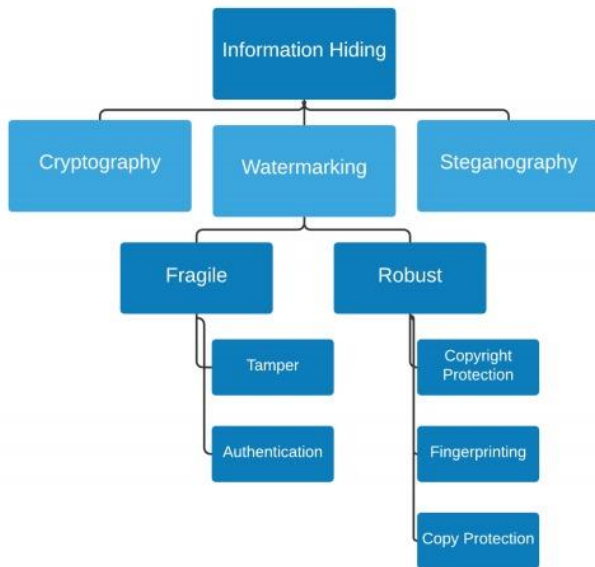 Information Hiding
Cryptography
Watermarking
Steganography
Fragile
Robust
Tamper
Copyright
Protection
Authentication
Fingerprinting
Copy Protection